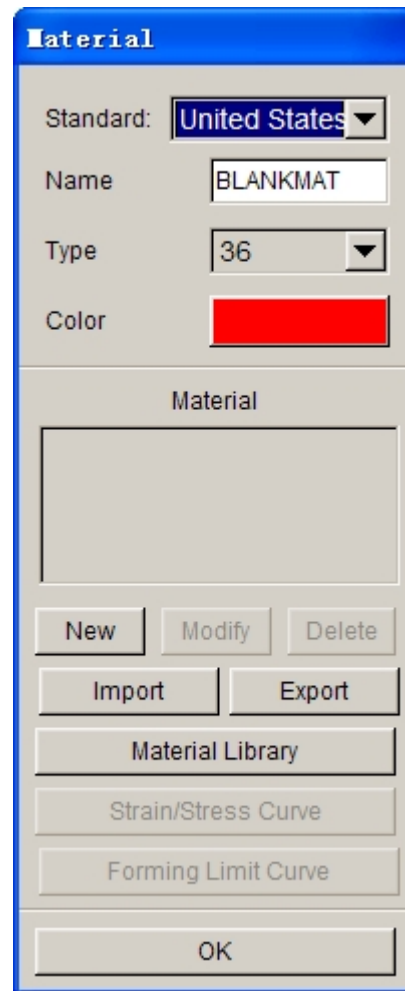 Material
Standard: United States
Name BLANKMAT
Type 36
Color
Material
New Modify Delete
Import Export
Material Library
Strain/Stress Curve
Forming Limit Curve
OK